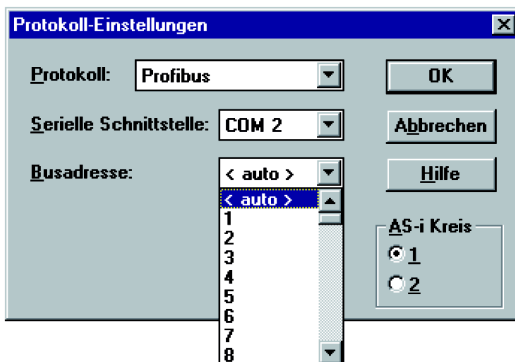 Protokoll-Einstellungen
Protokoll: Profibus
OK
Serielle Schnittstelle: COM 2
Abbrechen
Busadresse: < auto >
Hilfe
< auto >
1
2
3
4
5
6
7
8
AS-i Kreis
1
2